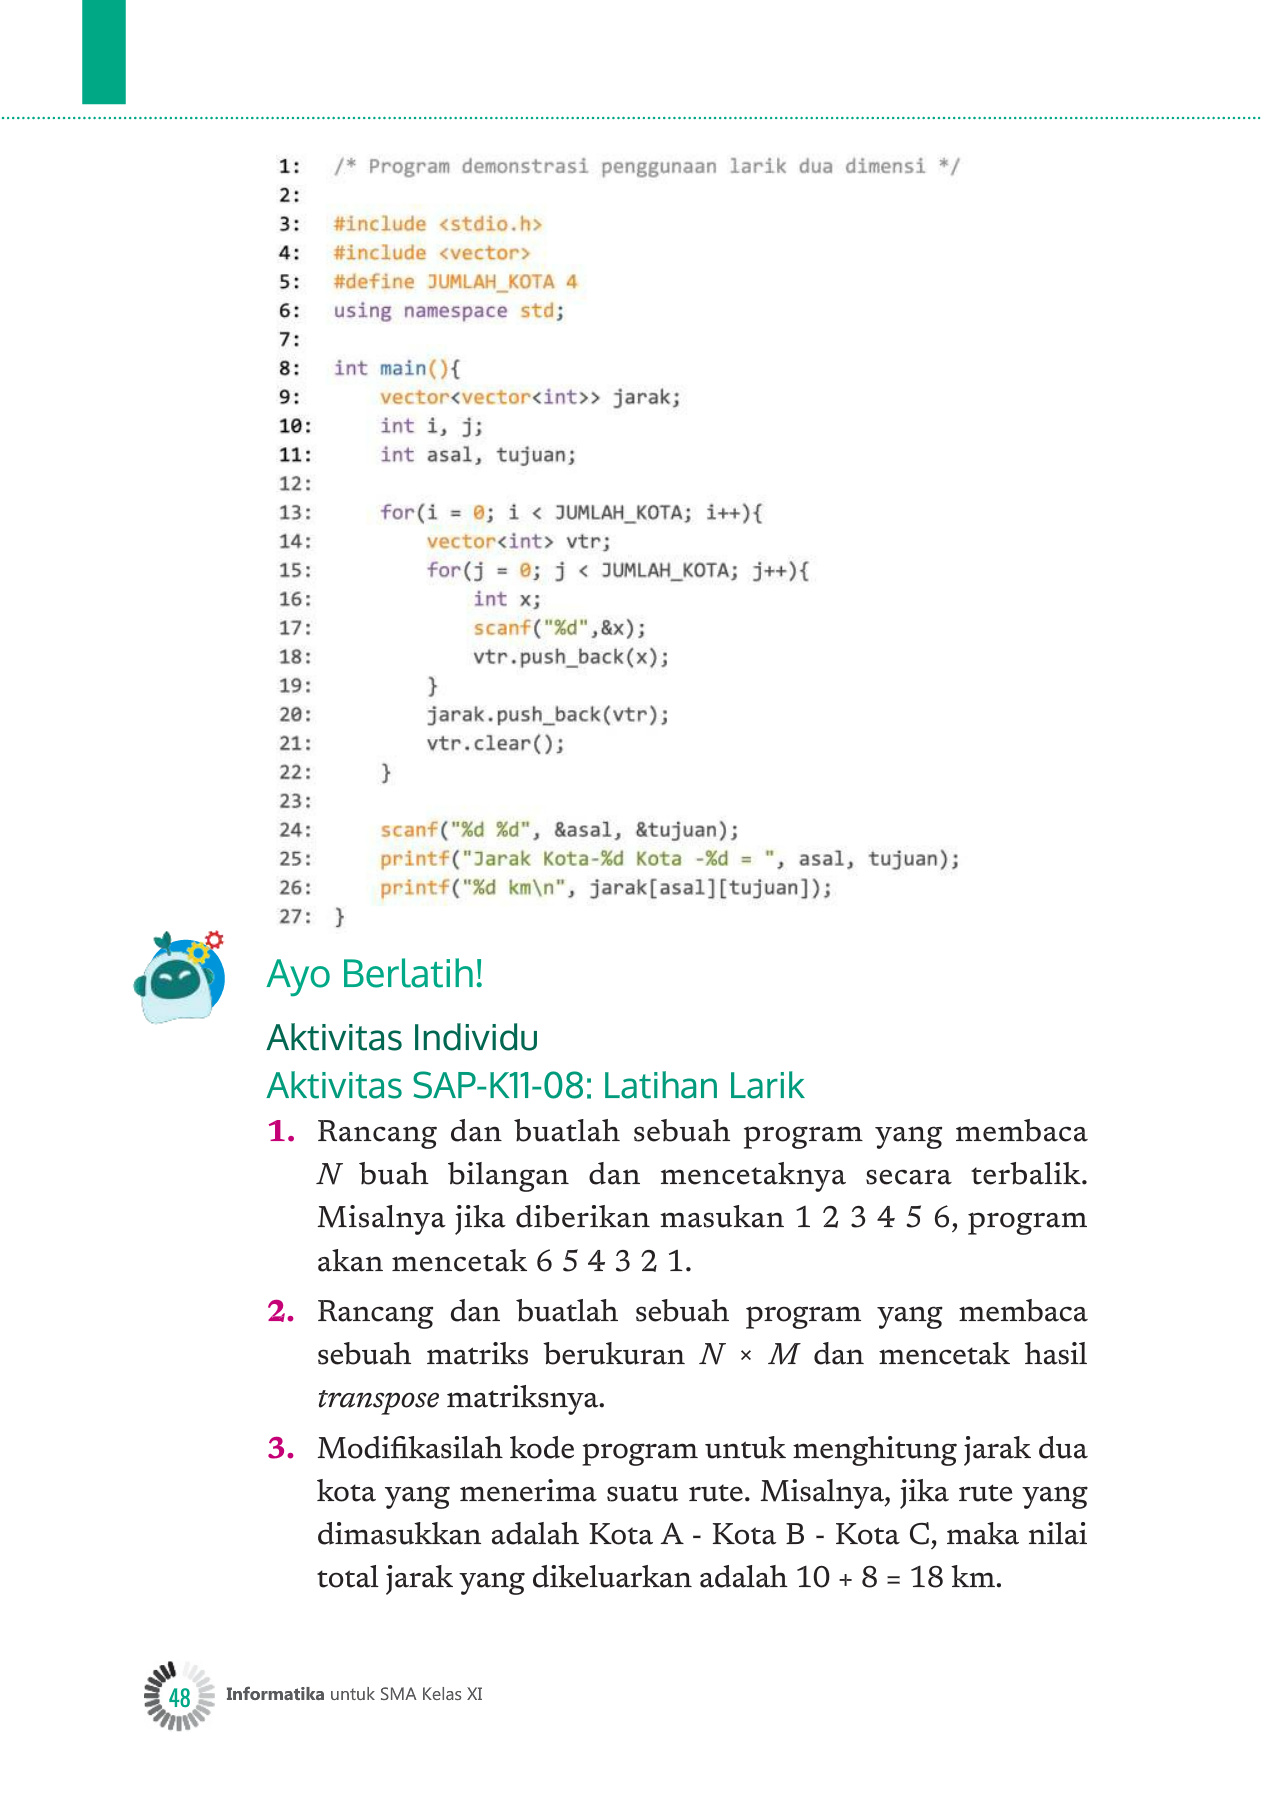 1: /* Program demonstrasi penggunaan larik dua dimensi */
2:
3: #include <stdio.h>
4: #include <vector>
5: #define JUMLAH_KOTA 4
6: using namespace std;
7:
8: int main(){
9:     vector<vector<int>> jarak;
10:     int i, j;
11:     int asal, tujuan;
12:
13:     for(i = 0; i < JUMLAH_KOTA; i++){
14:         vector<int> vtr;
15:         for(j = 0; j < JUMLAH_KOTA; j++){
16:             int x;
17:             scanf("%d",&x);
18:             vtr.push_back(x);
19:         }
20:         jarak.push_back(vtr);
21:         vtr.clear();
22:     }
23:
24:     scanf("%d %d", &asal, &tujuan);
25:     printf("Jarak Kota-%d Kota -%d = ", asal, tujuan);
26:     printf("%d km\n", jarak[asal][tujuan]);
27: }
Ayo Berlatih!
Aktivitas Individu
Aktivitas SAP-K11-08: Latihan Larik
1. Rancang dan buatlah sebuah program yang membaca
N buah bilangan dan mencetaknya secara terbalik.
Misalnya jika diberikan masukan 1 2 3 4 5 6, program
akan mencetak 6 5 4 3 2 1.
2. Rancang dan buatlah sebuah program yang membaca
sebuah matriks berukuran N × M dan mencetak hasil
transpose matriksnya.
3. Modifikasilah kode program untuk menghitung jarak dua
kota yang menerima suatu rute. Misalnya, jika rute yang
dimasukkan adalah Kota A - Kota B - Kota C, maka nilai
total jarak yang dikeluarkan adalah 10 + 8 = 18 km.
48 Informatika untuk SMA Kelas XI